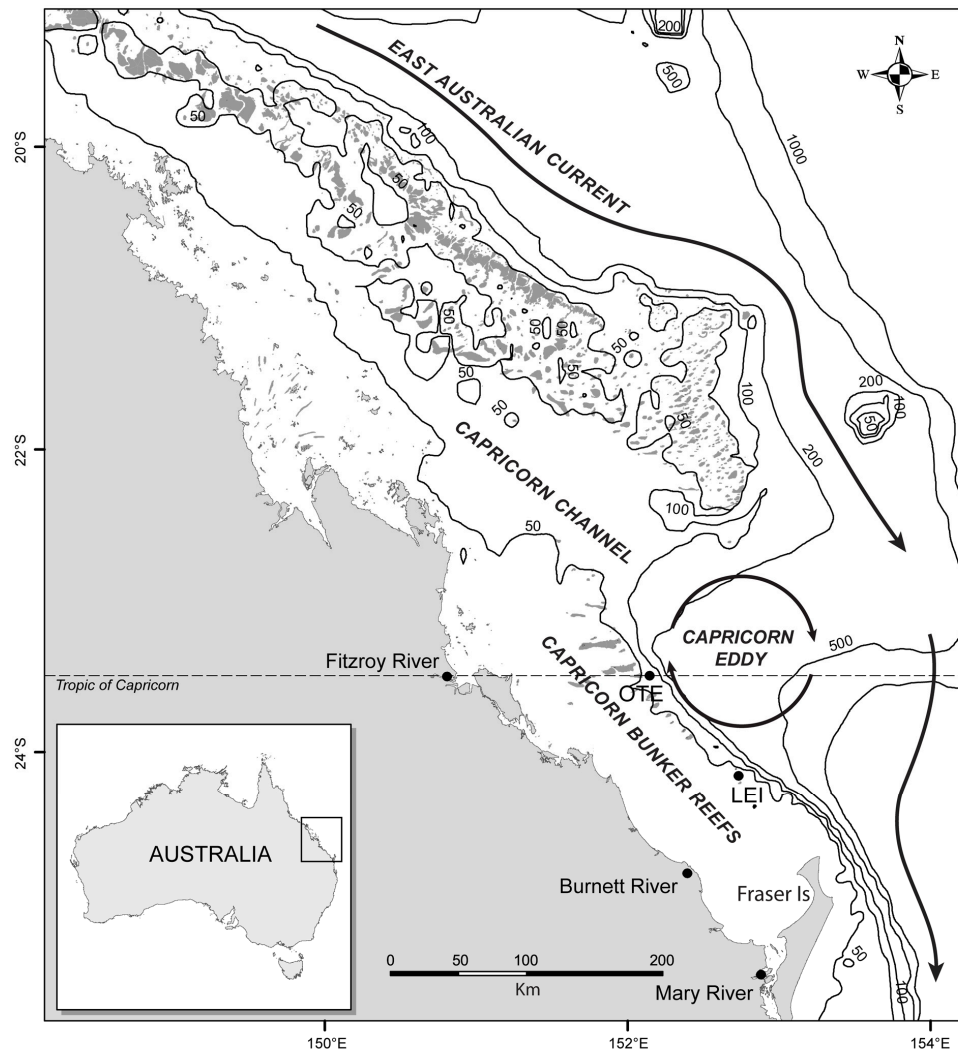 200
500
1000
N
W E
S
EAST AUSTRALIAN CURRENT
100
50
50
50
20°S
50
50
50
50
50
50
50
50
100
200
200
100
50
22°S
CAPRICORN CHANNEL
100
50
CAPRICORN
EDDY
500
Fitzroy River
Tropic of Capricorn
OTE
CAPRICORN BUNKER REEFS
24°S
LEI
AUSTRALIA
Burnett River
Fraser Is
0 50 100 200
Km
Mary River
50
100
150°E 152°E 154°E